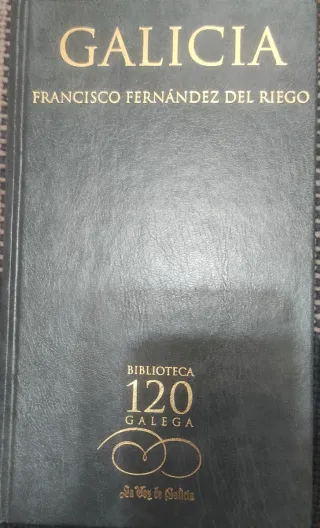 GALICIA
FRANCISCO FERNÁNDEZ DEL RIEGO
BIBLIOTECA
120
GALEGA
La Voz de Galicia